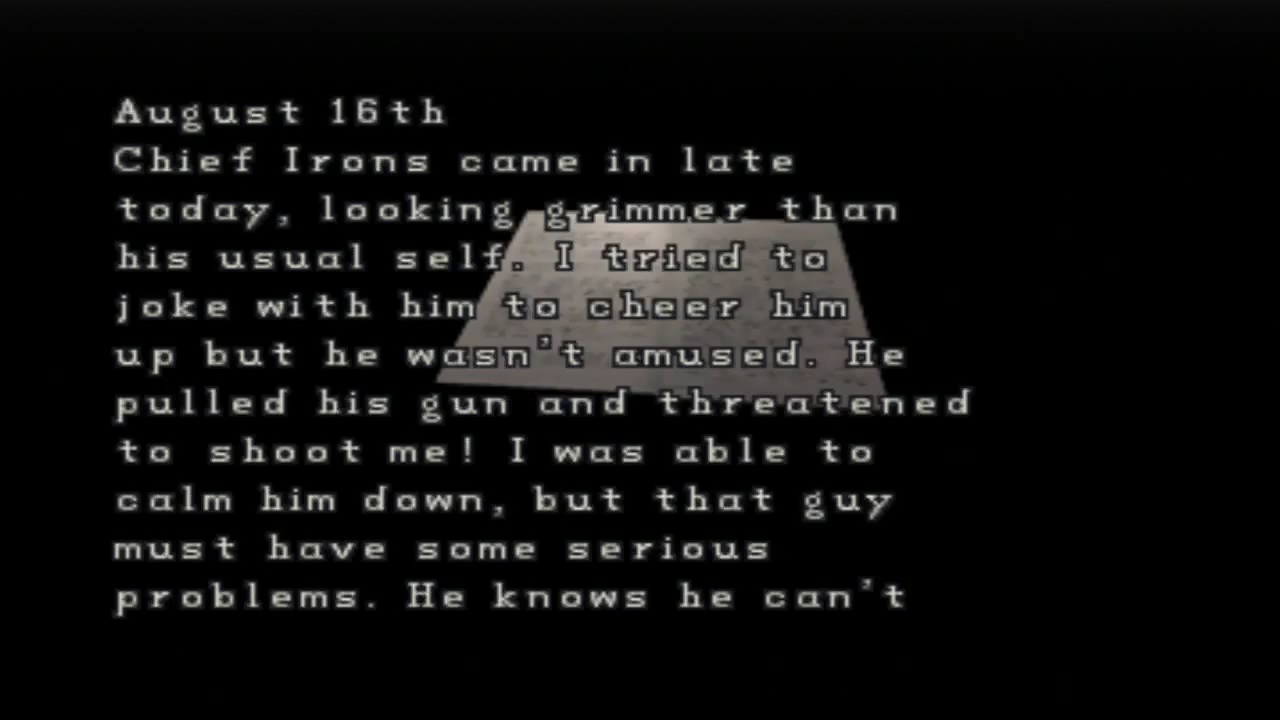 August 16th
Chief Irons came in late
today, looking grimmer than
his usual self. I tried to
joke with him to cheer him
up but he wasn't amused. He
pulled his gun and threatened
to shoot me! I was able to
calm him down, but that guy
must have some serious
problems. He knows he can't